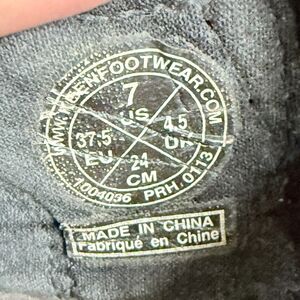 WWW.KEENFOOTWEAR.COM
7
US
37.5
EU
4.5
UK
24
CM
1004036 PRH. 0113
MADE IN CHINA
Fabriqué en Chine